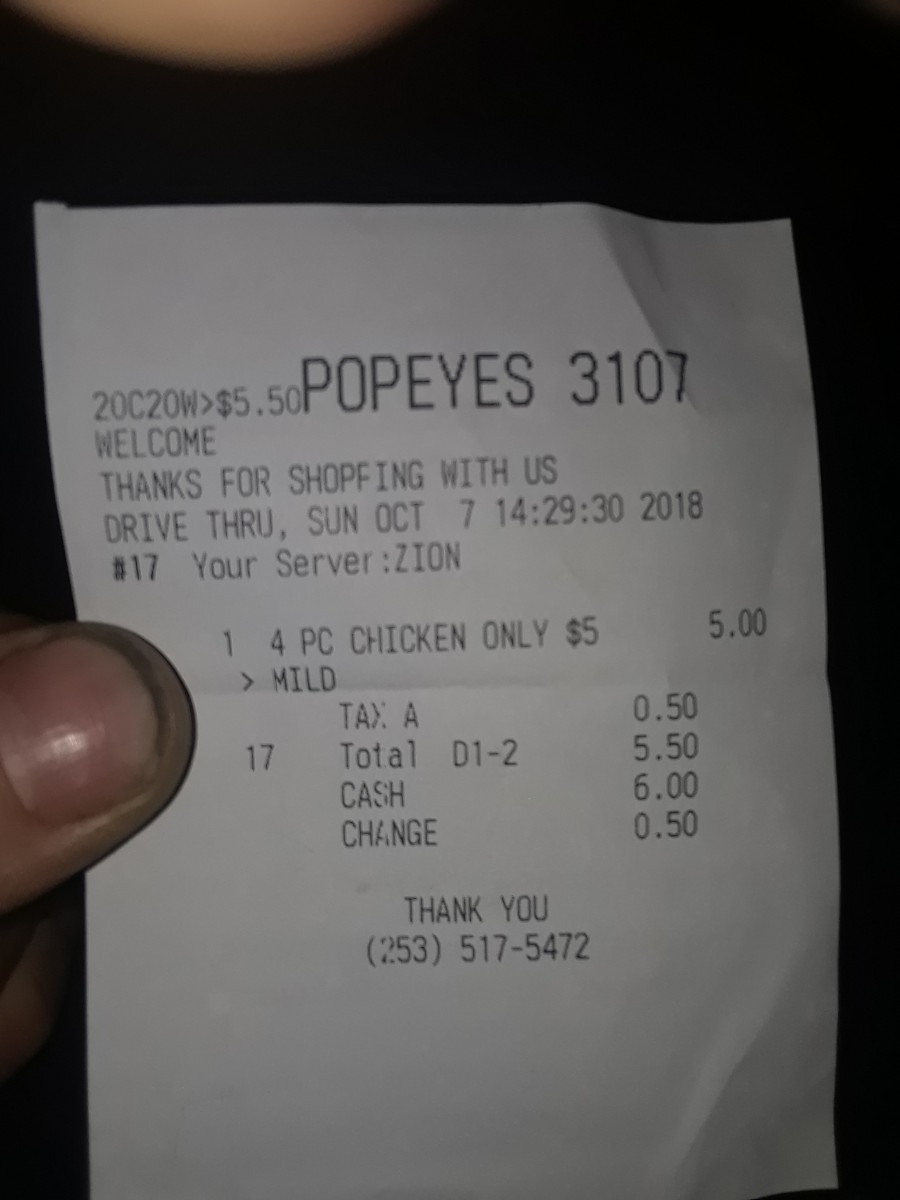 20C20W>$5.50POPEYES 3107
WELCOME
THANKS FOR SHOPPING WITH US
DRIVE THRU, SUN OCT 7 14:29:30 2018
#17 Your Server:ZION
1 4 PC CHICKEN ONLY $5 5.00
> MILD
TAX A 0.50
17 Total D1-2 5.50
CASH 6.00
CHANGE 0.50
THANK YOU
(253) 517-5472